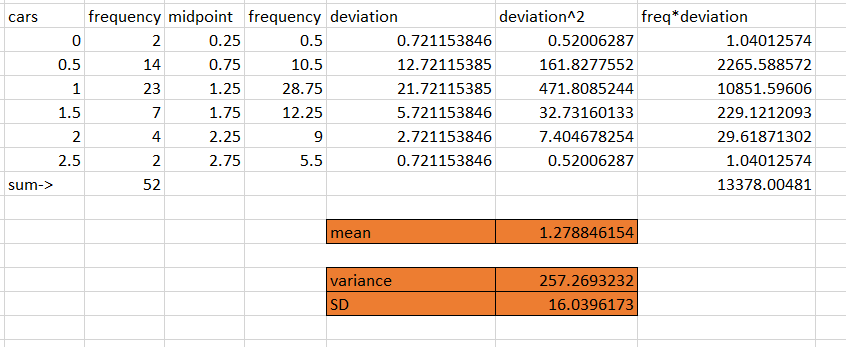 cars frequency midpoint frequency deviation deviation^2 freq*deviation
0 2 0.25 0.5 0.721153846 0.52006287 1.04012574
0.5 14 0.75 10.5 12.72115385 161.8277552 2265.588572
1 23 1.25 28.75 21.72115385 471.8085244 10851.59606
1.5 7 1.75 12.25 5.721153846 32.73160133 229.1212093
2 4 2.25 9 2.721153846 7.404678254 29.61871302
2.5 2 2.75 5.5 0.721153846 0.52006287 1.04012574
sum-> 52 13378.00481
mean 1.278846154
variance 257.2693232
SD 16.0396173